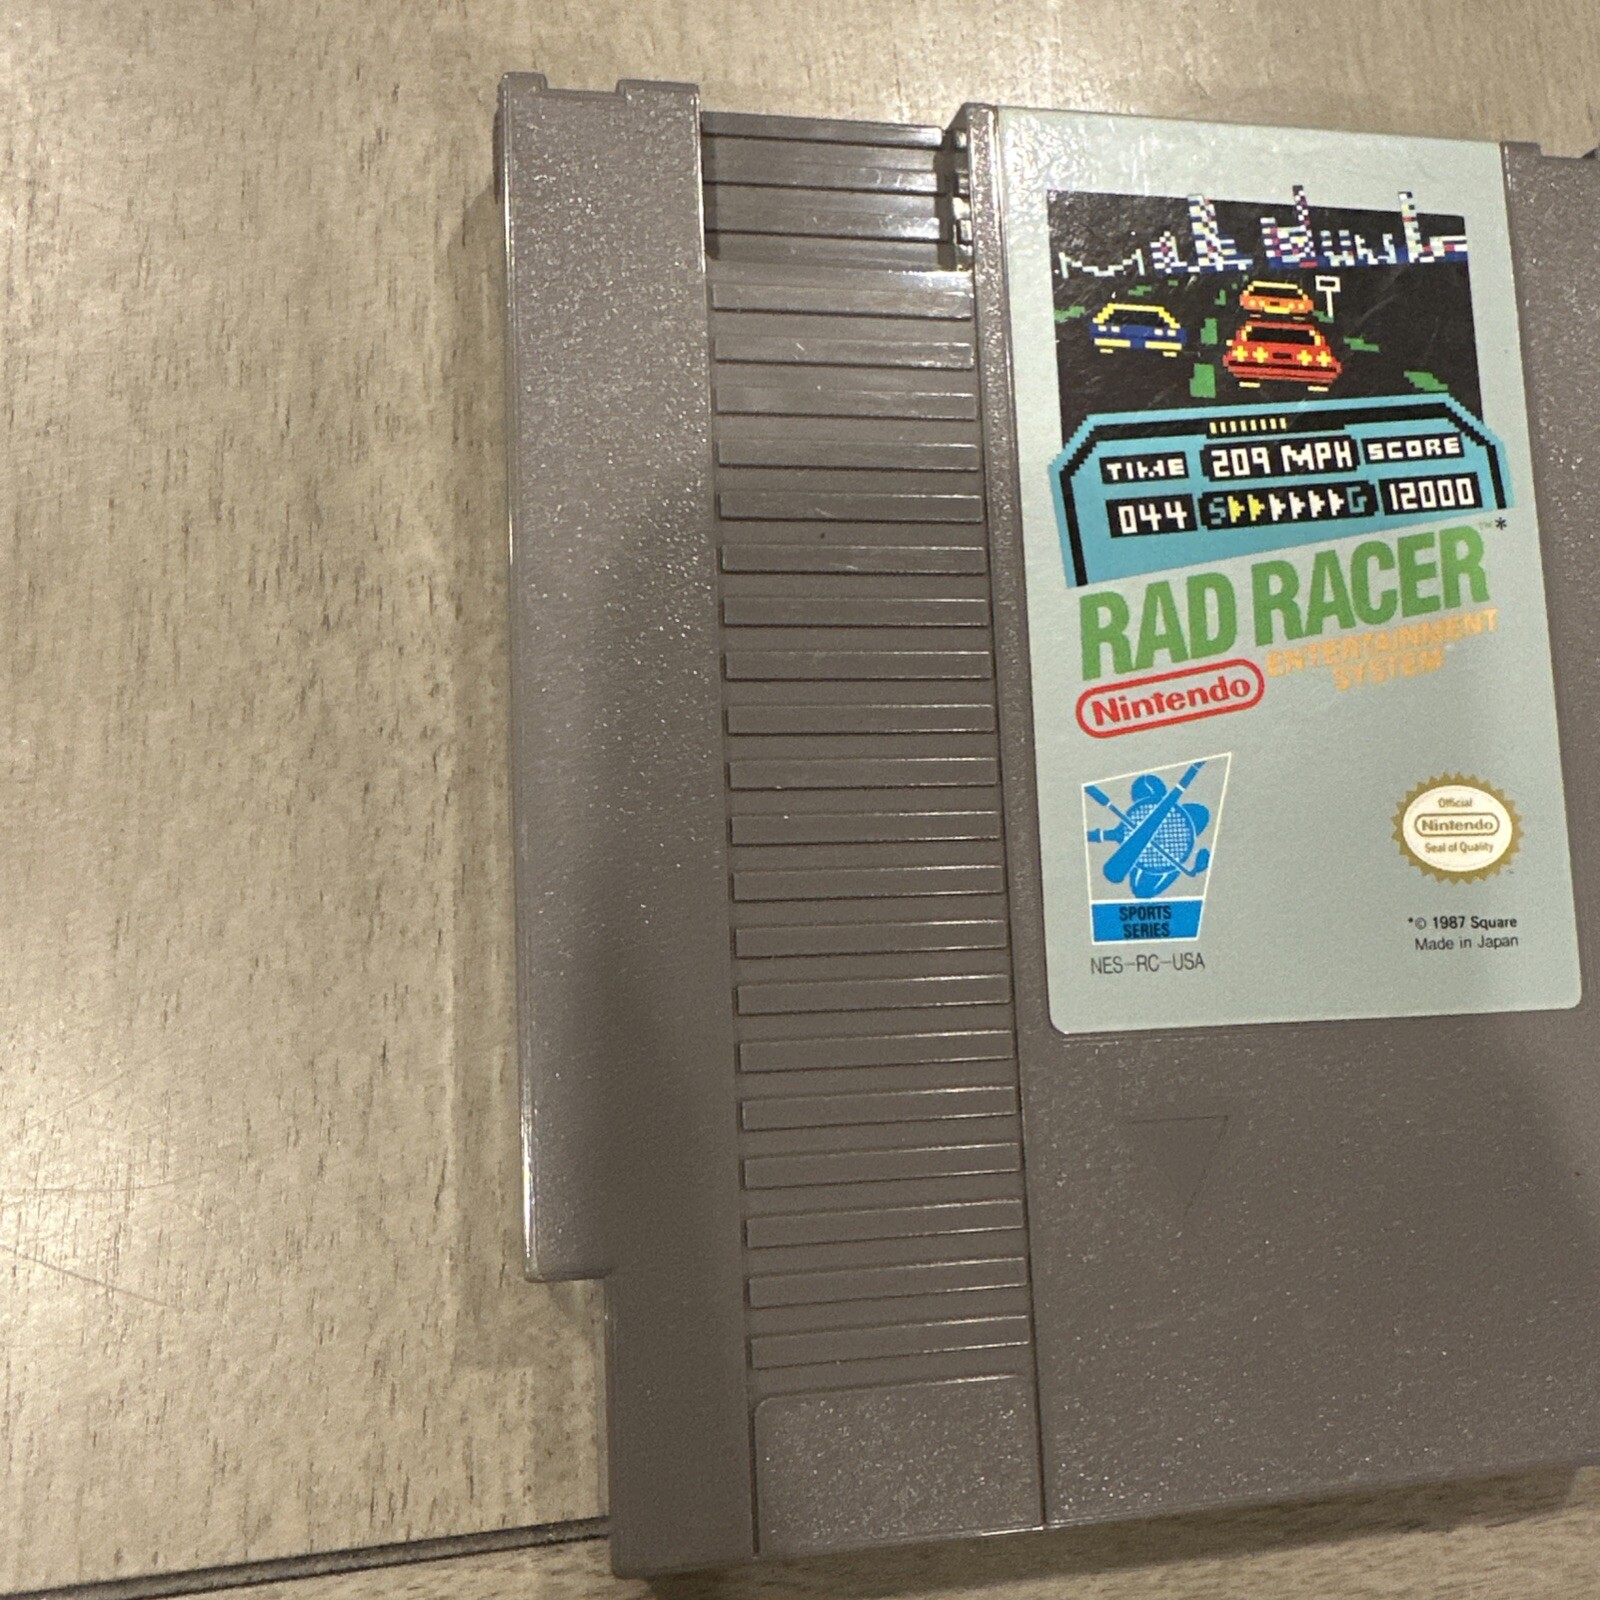 TIME 209 MPH SCORE
044 S G 12000
RAD RACER™*
Nintendo ENTERTAINMENT
SYSTEM
SPORTS
SERIES
NES-RC-USA
Official
Nintendo
Seal of Quality
*© 1987 Square
Made in Japan